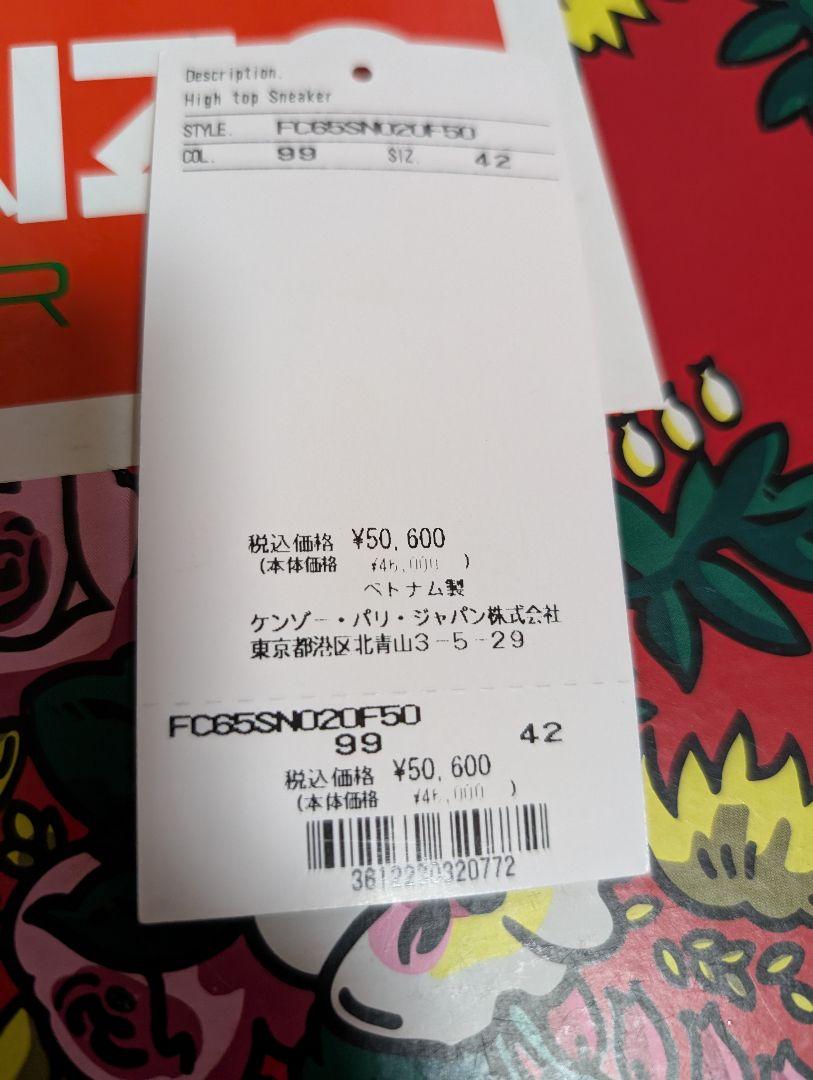 NZO
R
Description.
High top Sneaker
STYLE. FC65SN020F50
COL. 99 SIZ. 42
税込価格 ¥50,600
(本体価格 ¥46,000 )
ベトナム製
ケンゾー・パリ・ジャパン株式会社
東京都港区北青山3-5-29
FC65SN020F50
99 42
税込価格 ¥50,600
(本体価格 ¥46,000 )
3612230320772